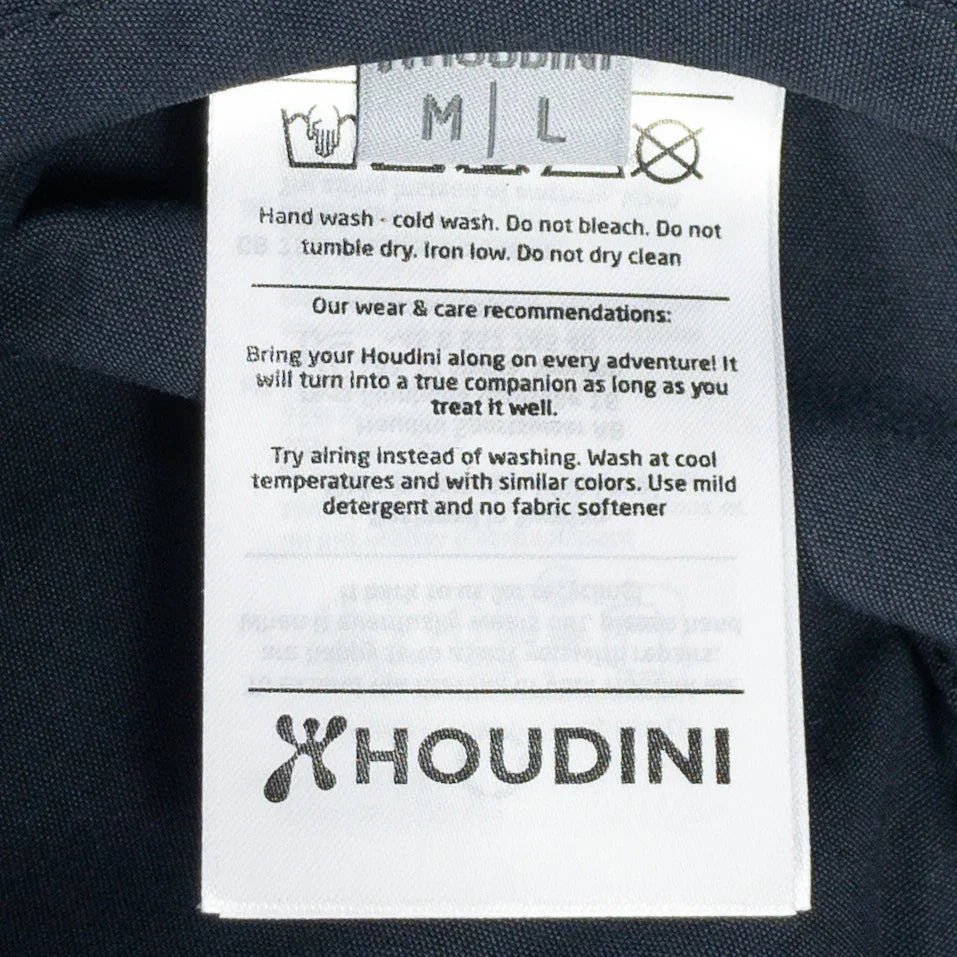 HOUDINI
M | L
Hand wash - cold wash. Do not bleach. Do not
tumble dry. Iron low. Do not dry clean
Our wear & care recommendations:
Bring your Houdini along on every adventure! It
will turn into a true companion as long as you
treat it well.
Try airing instead of washing. Wash at cool
temperatures and with similar colors. Use mild
detergent and no fabric softener
HOUDINI